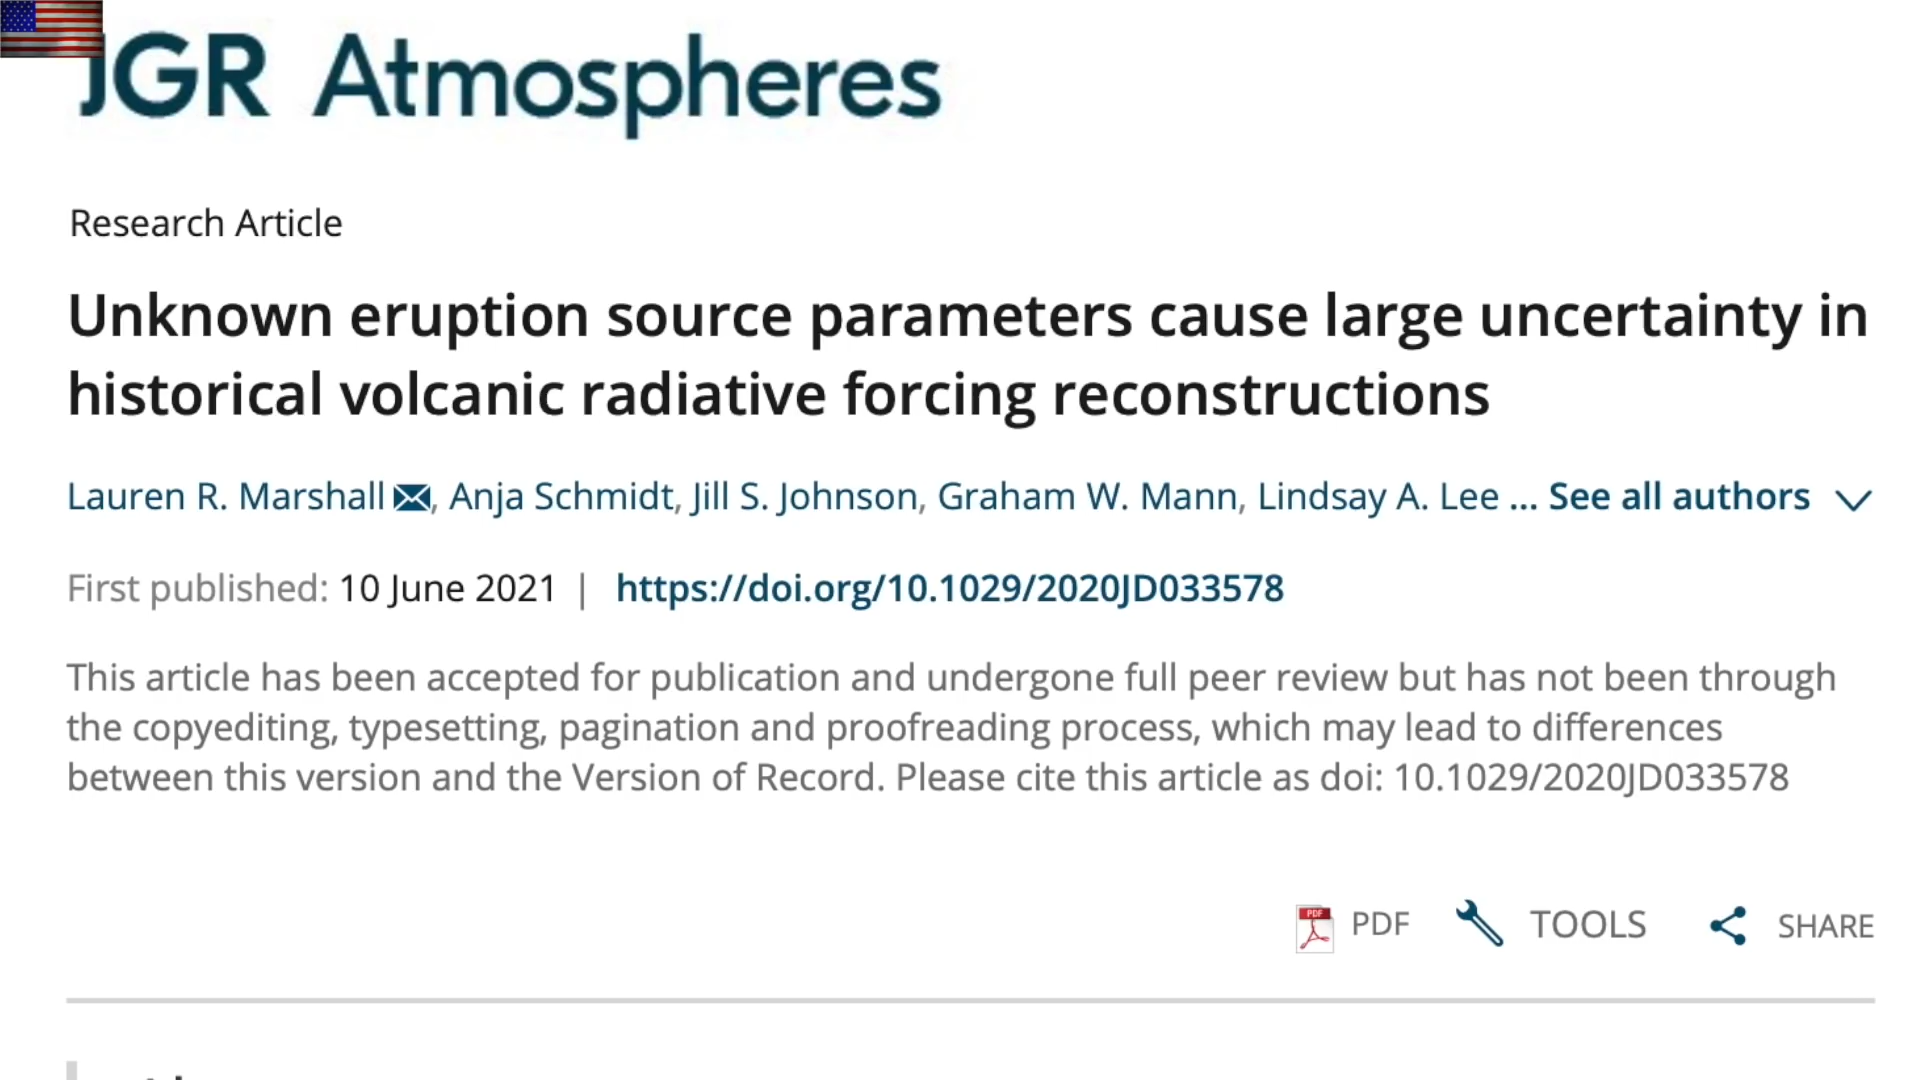 JGR Atmospheres
Research Article
Unknown eruption source parameters cause large uncertainty in
historical volcanic radiative forcing reconstructions
Lauren R. Marshall, Anja Schmidt, Jill S. Johnson, Graham W. Mann, Lindsay A. Lee ... See all authors
First published: 10 June 2021 | https://doi.org/10.1029/2020JD033578
This article has been accepted for publication and undergone full peer review but has not been through
the copyediting, typesetting, pagination and proofreading process, which may lead to differences
between this version and the Version of Record. Please cite this article as doi: 10.1029/2020JD033578
PDF PDF TOOLS SHARE